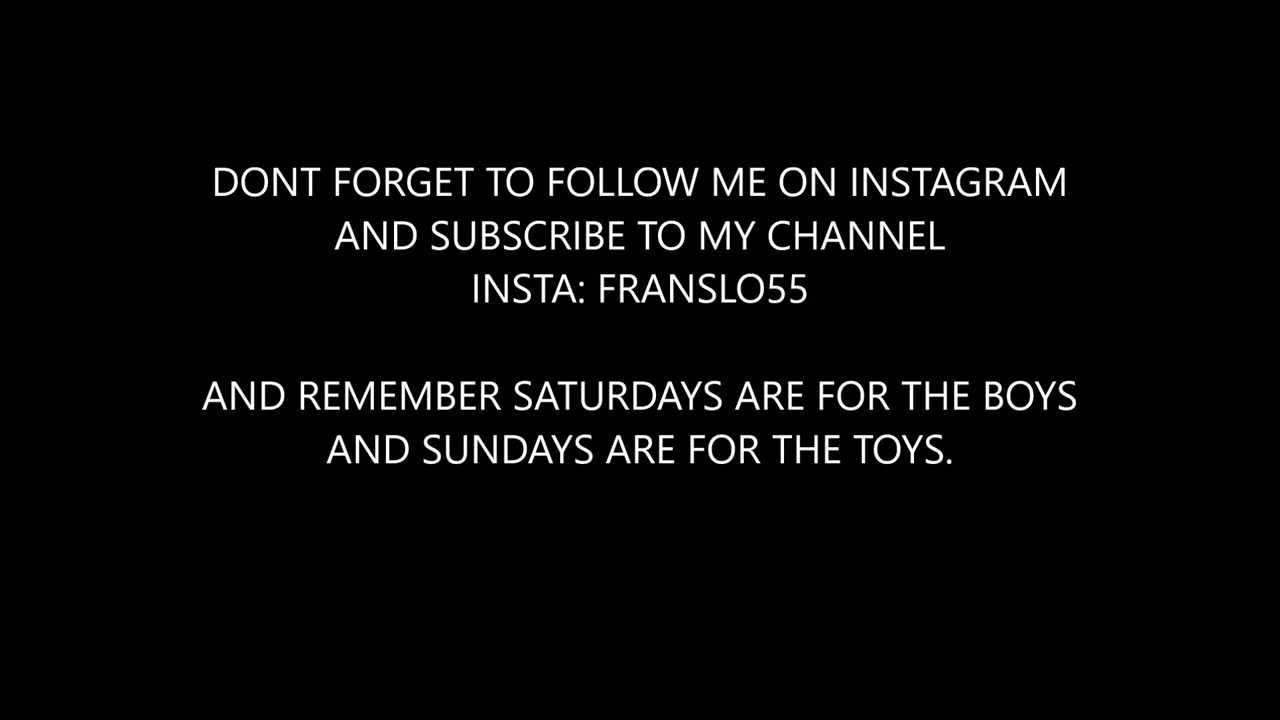 DONT FORGET TO FOLLOW ME ON INSTAGRAM
AND SUBSCRIBE TO MY CHANNEL
INSTA: FRANSLO55
AND REMEMBER SATURDAYS ARE FOR THE BOYS
AND SUNDAYS ARE FOR THE TOYS.